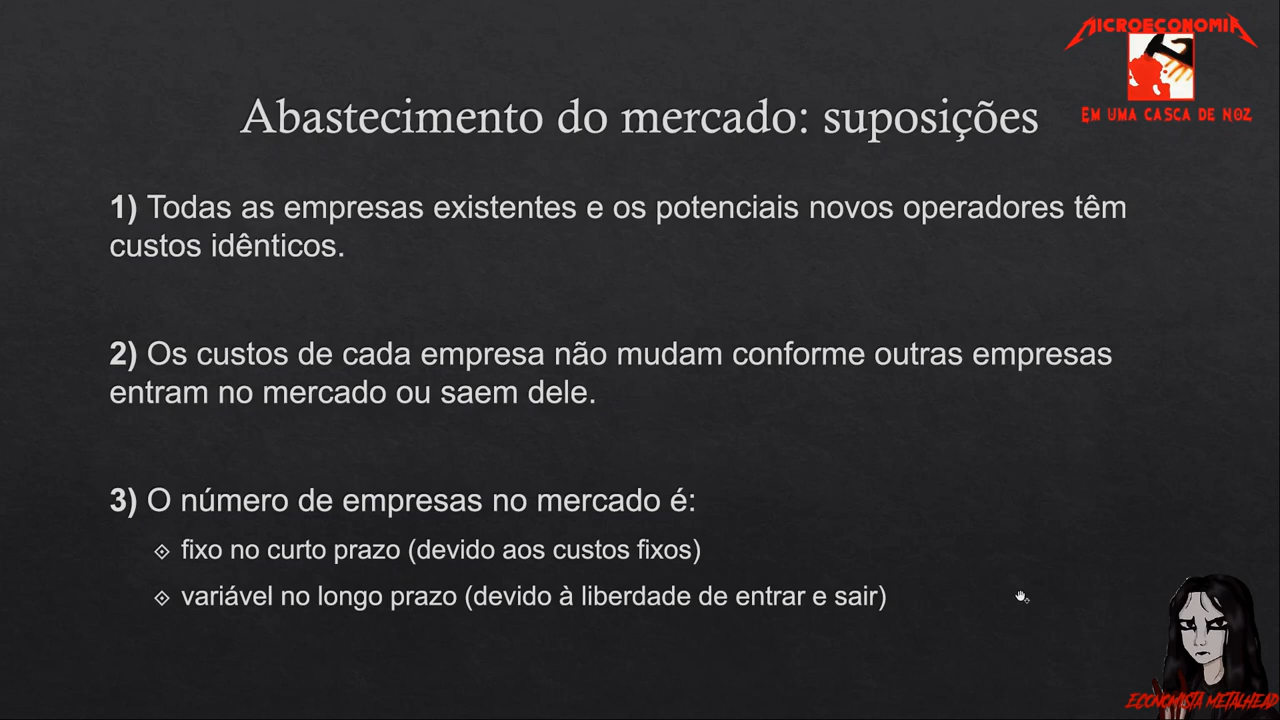 MICROECONOMIA
EM UMA CASCA DE NOZ
Abastecimento do mercado: suposições
1) Todas as empresas existentes e os potenciais novos operadores têm
custos idênticos.
2) Os custos de cada empresa não mudam conforme outras empresas
entram no mercado ou saem dele.
3) O número de empresas no mercado é:
fixo no curto prazo (devido aos custos fixos)
variável no longo prazo (devido à liberdade de entrar e sair)
ECONOMISTA METALHEAD